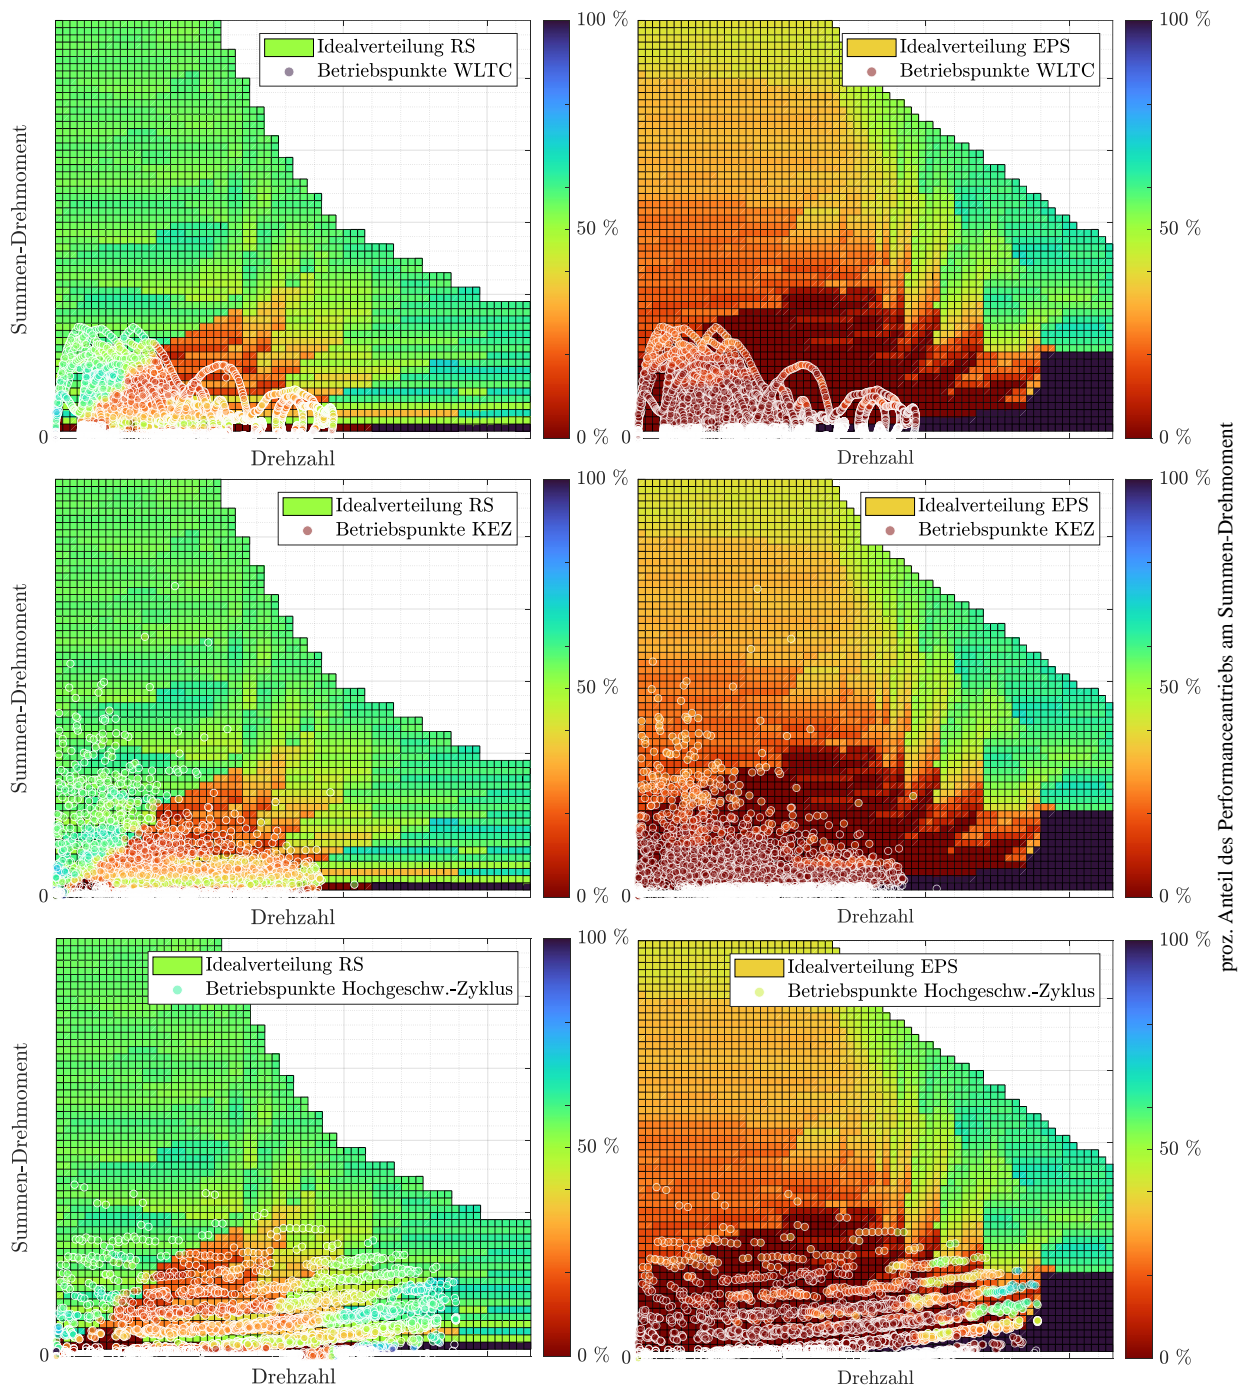 Idealverteilung RS
Betriebspunkte WLTC
Summen-Drehmoment
0
Drehzahl
100 %
50 %
0 %
Idealverteilung EPS
Betriebspunkte WLTC
0
Drehzahl
100 %
50 %
0 %
Idealverteilung RS
Betriebspunkte KEZ
Summen-Drehmoment
0
Drehzahl
100 %
50 %
0 %
Idealverteilung EPS
Betriebspunkte KEZ
0
Drehzahl
100 %
50 %
0 %
Idealverteilung RS
Betriebspunkte Hochgeschw.-Zyklus
Summen-Drehmoment
0
Drehzahl
100 %
50 %
0 %
Idealverteilung EPS
Betriebspunkte Hochgeschw.-Zyklus
0
Drehzahl
100 %
50 %
0 %
proz. Anteil des Performanceantriebs am Summen-Drehmoment